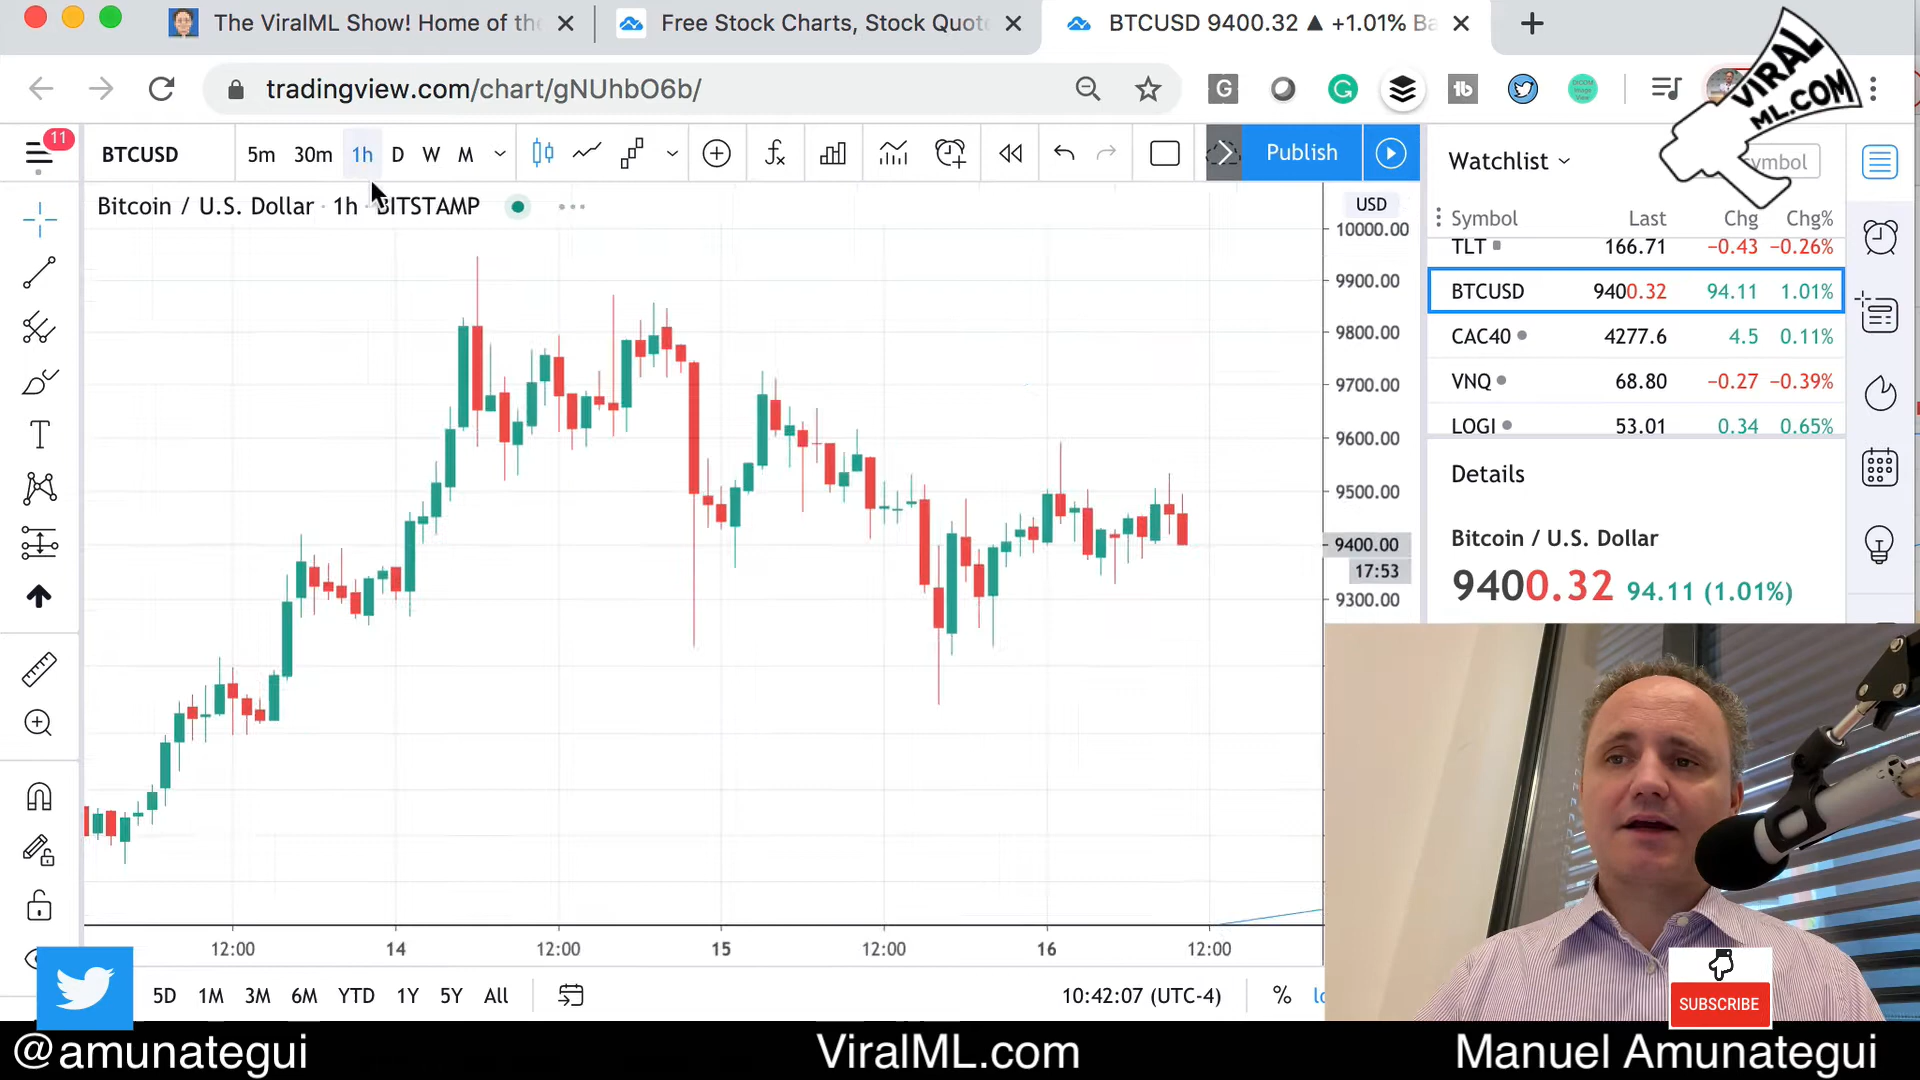 The ViralML Show! Home of the
Free Stock Charts, Stock Quote
BTCUSD 9400.32 ▲ +1.01% Ba
tradingview.com/chart/gNUhbO6b/
VIRAL
ML.COM
11
BTCUSD
5m 30m 1h D W M
Publish
Watchlist
symbol
Bitcoin / U.S. Dollar · 1h · BITSTAMP
USD
10000.00
9900.00
9800.00
9700.00
9600.00
9500.00
9400.00
17:53
9300.00
Symbol Last Chg Chg%
TLT 166.71 −0.43 −0.26%
BTCUSD 9400.32 94.11 1.01%
CAC40 4277.6 4.5 0.11%
VNQ 68.80 −0.27 −0.39%
LOGI 53.01 0.34 0.65%
Details
Bitcoin / U.S. Dollar
9400.32 94.11 (1.01%)
12:00 14 12:00 15 12:00 16 12:00
5D 1M 3M 6M YTD 1Y 5Y All
10:42:07 (UTC-4) %
SUBSCRIBE
@amunategui
ViralML.com
Manuel Amunategui